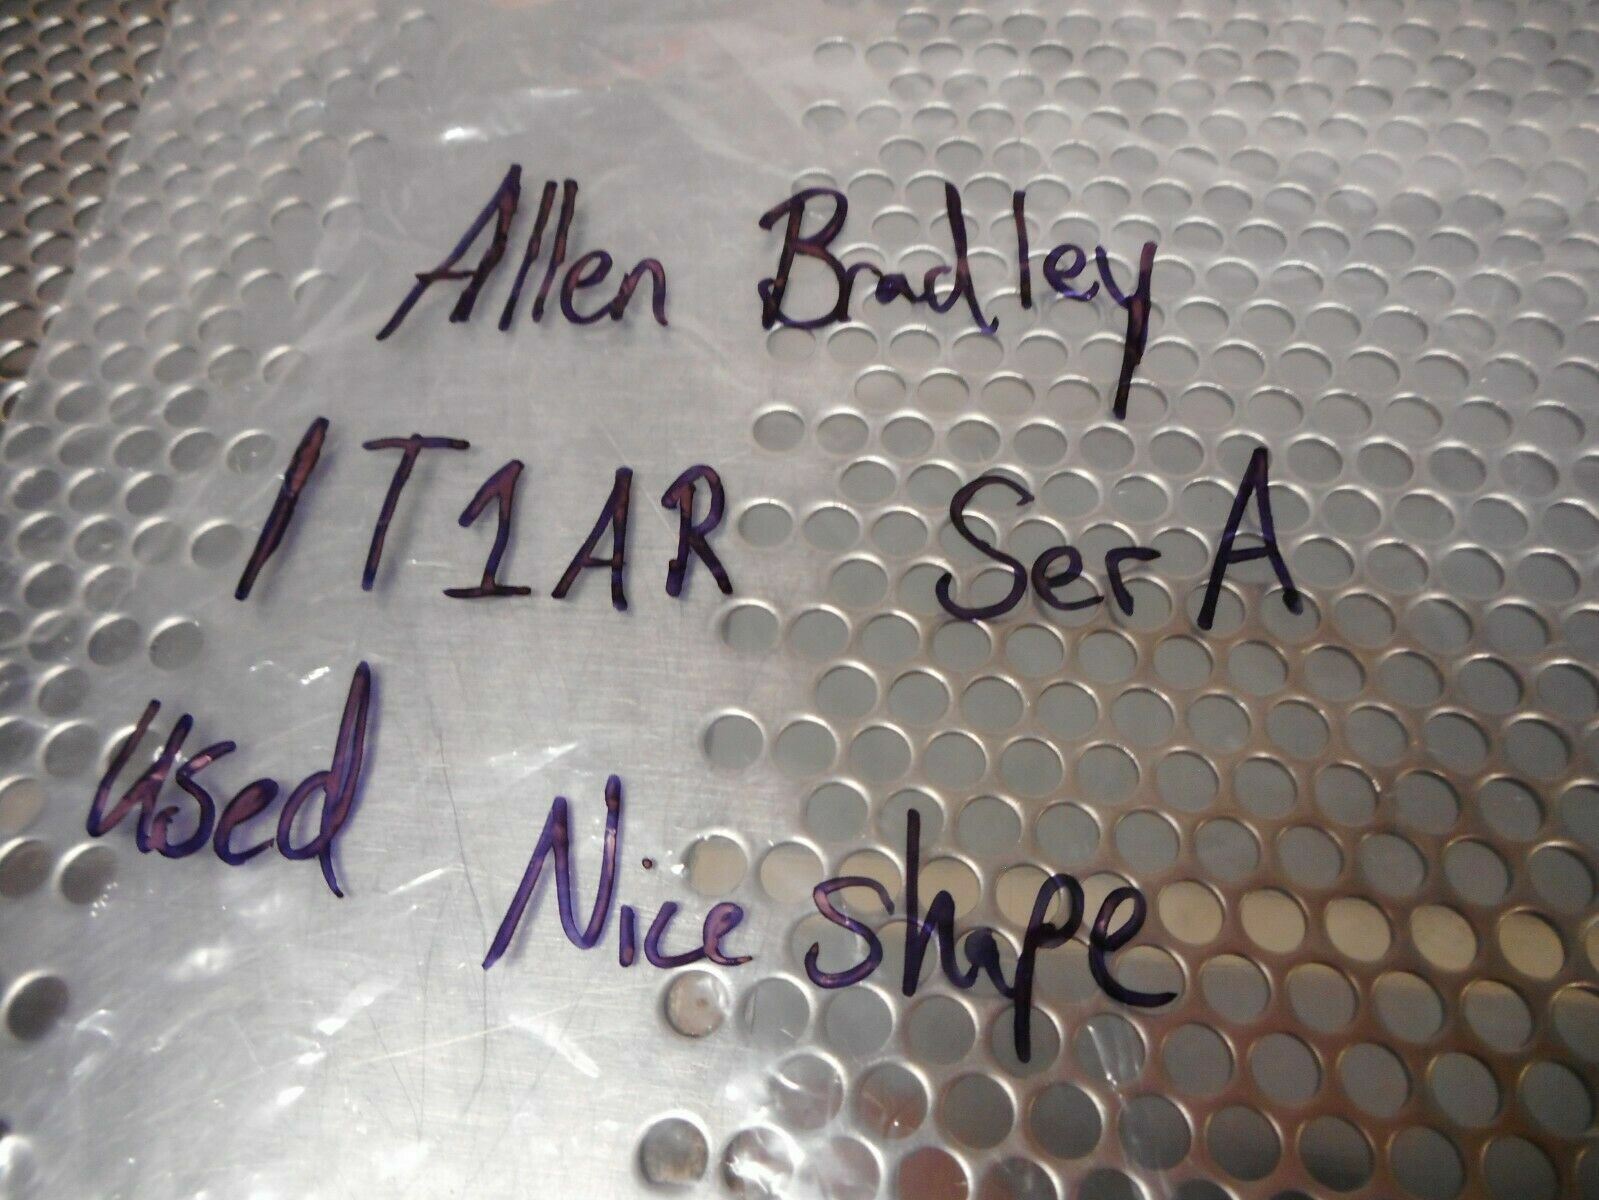 Allen Bradley
1T1AR Ser A
Used Nice Shape